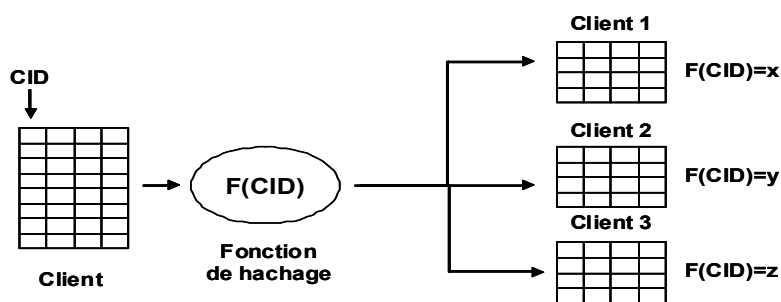 CID
Client
F(CID)
Fonction
de hachage
Client 1
F(CID)=x
Client 2
F(CID)=y
Client 3
F(CID)=z